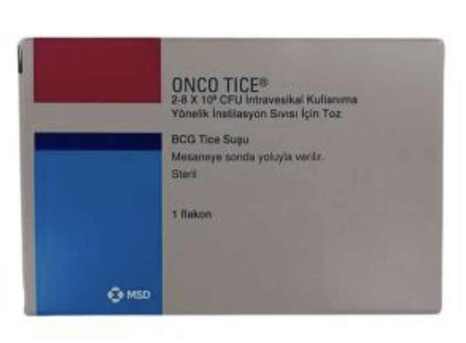 ONCO TICE®
2-8 X 10⁸ CFU İntravesikal Kullanıma
Yönelik İnstilasyon Sıvısı İçin Toz
BCG Tice Suşu
Mesaneye sonda yoluyla verilir.
Steril
1 flakon
MSD